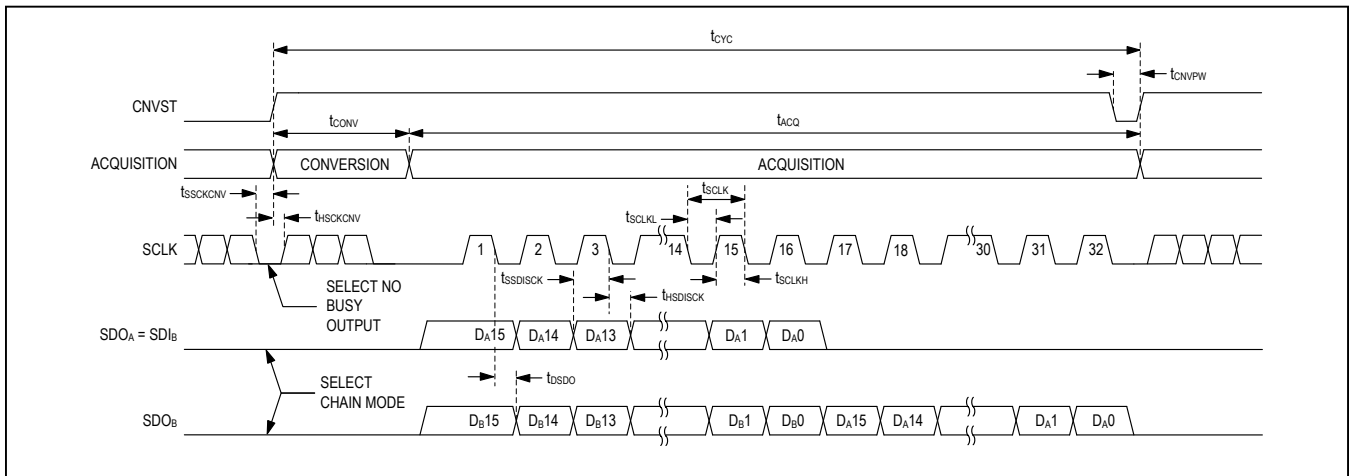 tCYC
tCNVPW
CNVST
tCONV
tACQ
ACQUISITION
CONVERSION
ACQUISITION
tSSCKCNV
tHSCKCNV
tSCLK
tSCLKL
SCLK
1 2 3 14 15 16 17 18 30 31 32
tSSDISCK
tHSDISCK
tSCLKH
SELECT NO
BUSY
OUTPUT
SDOA = SDIB
DA15 DA14 DA13 DA1 DA0
SELECT
CHAIN MODE
tDSDO
SDOB
DB15 DB14 DB13 DB1 DB0 DA15 DA14 DA1 DA0